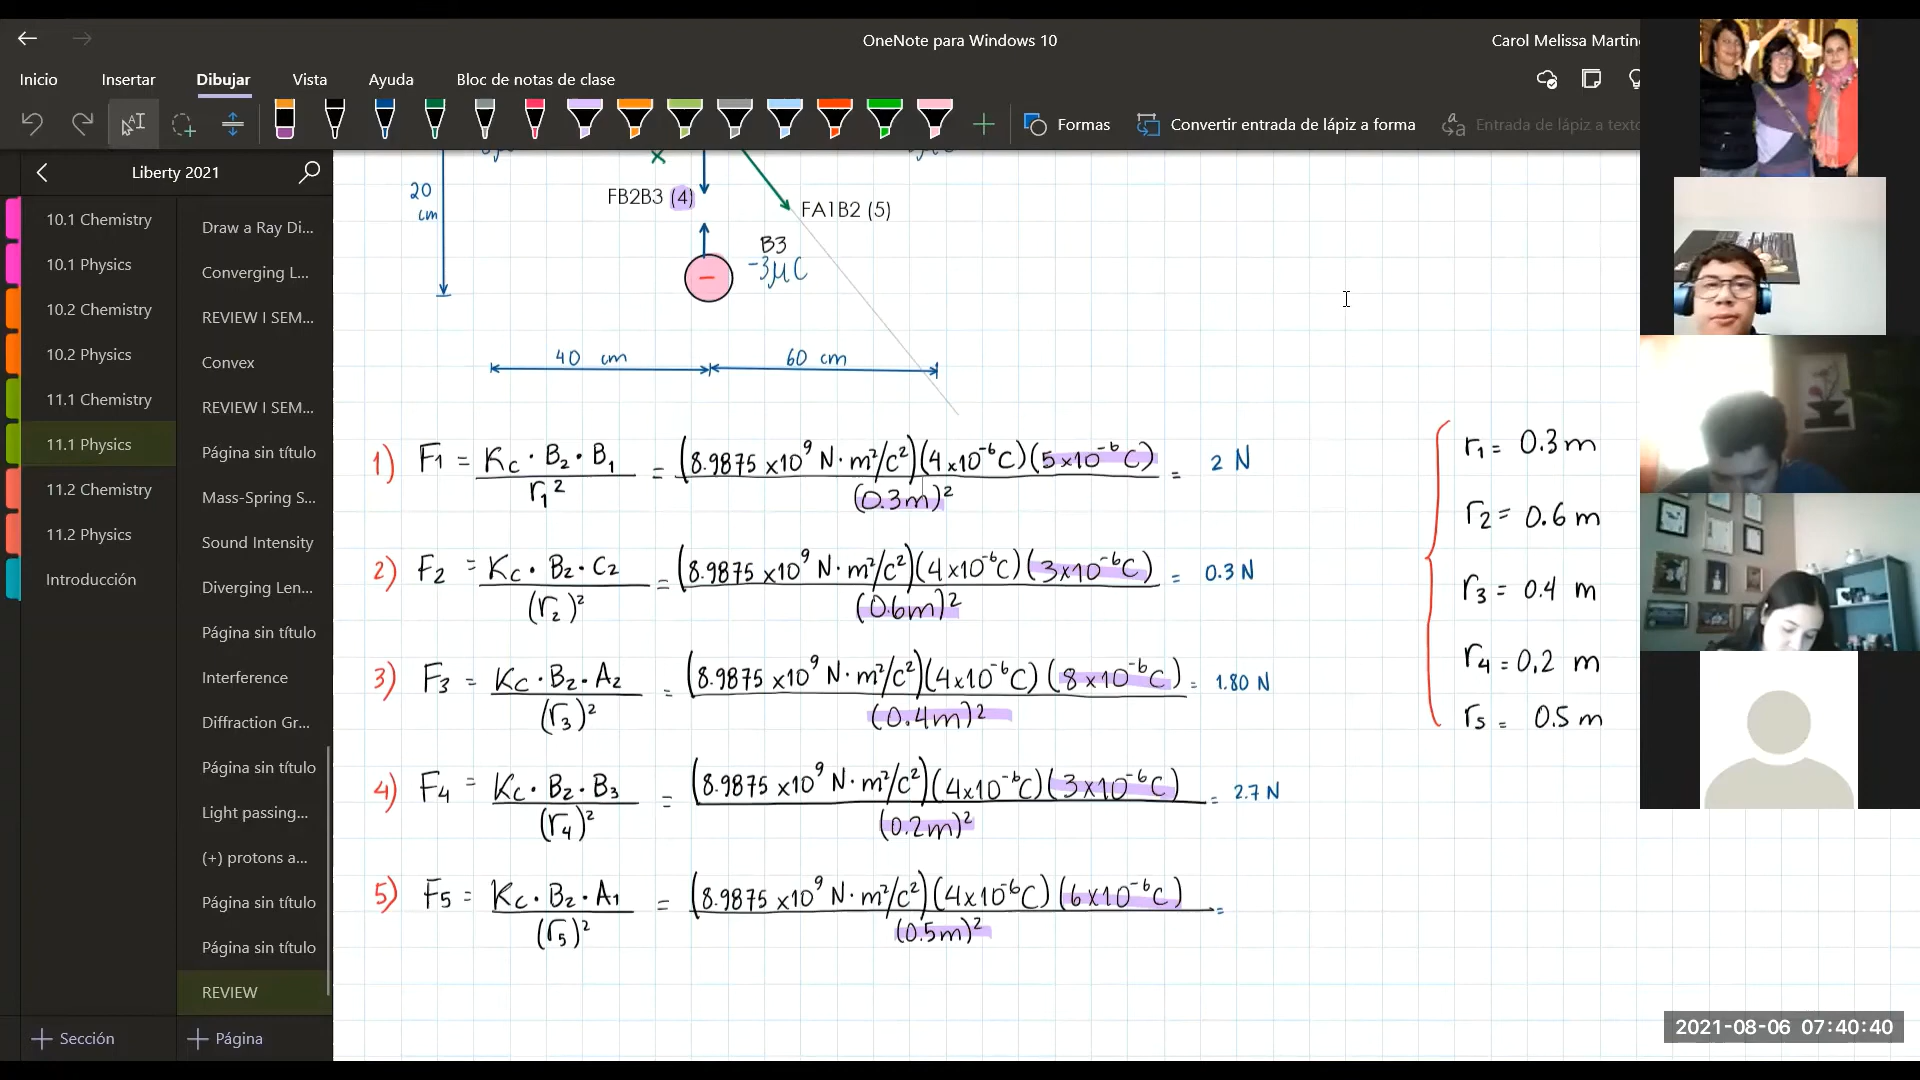 OneNote para Windows 10
Carol Melissa Martin
Inicio Insertar Dibujar Vista Ayuda Bloc de notas de clase
Formas Convertir entrada de lápiz a forma Entrada de lápiz a texto
Liberty 2021
10.1 Chemistry
10.1 Physics
10.2 Chemistry
10.2 Physics
11.1 Chemistry
11.1 Physics
11.2 Chemistry
11.2 Physics
Introducción
Sección
Draw a Ray Di...
Converging L...
REVIEW I SEM...
Convex
REVIEW I SEM...
Página sin título
Mass-Spring S...
Sound Intensity
Diverging Len...
Página sin título
Interference
Diffraction Gr...
Página sin título
Light passing...
(+) protons a...
Página sin título
Página sin título
REVIEW
Página
20 cm
FB2B3 (4)
FA1B2 (5)
B3
-3μC
−
40 cm 60 cm
1) F1 = Kc · B2 · B1 / r1² = (8.9875 x10⁹ N·m²/c²)(4x10⁻⁶C)(5x10⁻⁶C) / (0.3m)² = 2 N
2) F2 = Kc · B2 · C2 / (r2)² = (8.9875 x10⁹ N·m²/c²)(4x10⁻⁶C)(3x10⁻⁶C) / (0.6m)² = 0.3 N
3) F3 = Kc · B2 · A2 / (r3)² = (8.9875 x10⁹ N·m²/c²)(4x10⁻⁶C)(8x10⁻⁶C) / (0.4m)² = 1.80 N
4) F4 = Kc · B2 · B3 / (r4)² = (8.9875 x10⁹ N·m²/c²)(4x10⁻⁶C)(3x10⁻⁶C) / (0.2m)² = 2.7 N
5) F5 = Kc · B2 · A1 / (r5)² = (8.9875 x10⁹ N·m²/c²)(4x10⁻⁶C)(6x10⁻⁶C) / (0.5m)² =
r1 = 0.3m
r2 = 0.6 m
r3 = 0.4 m
r4 = 0.2 m
r5 = 0.5 m
2021-08-06 07:40:40